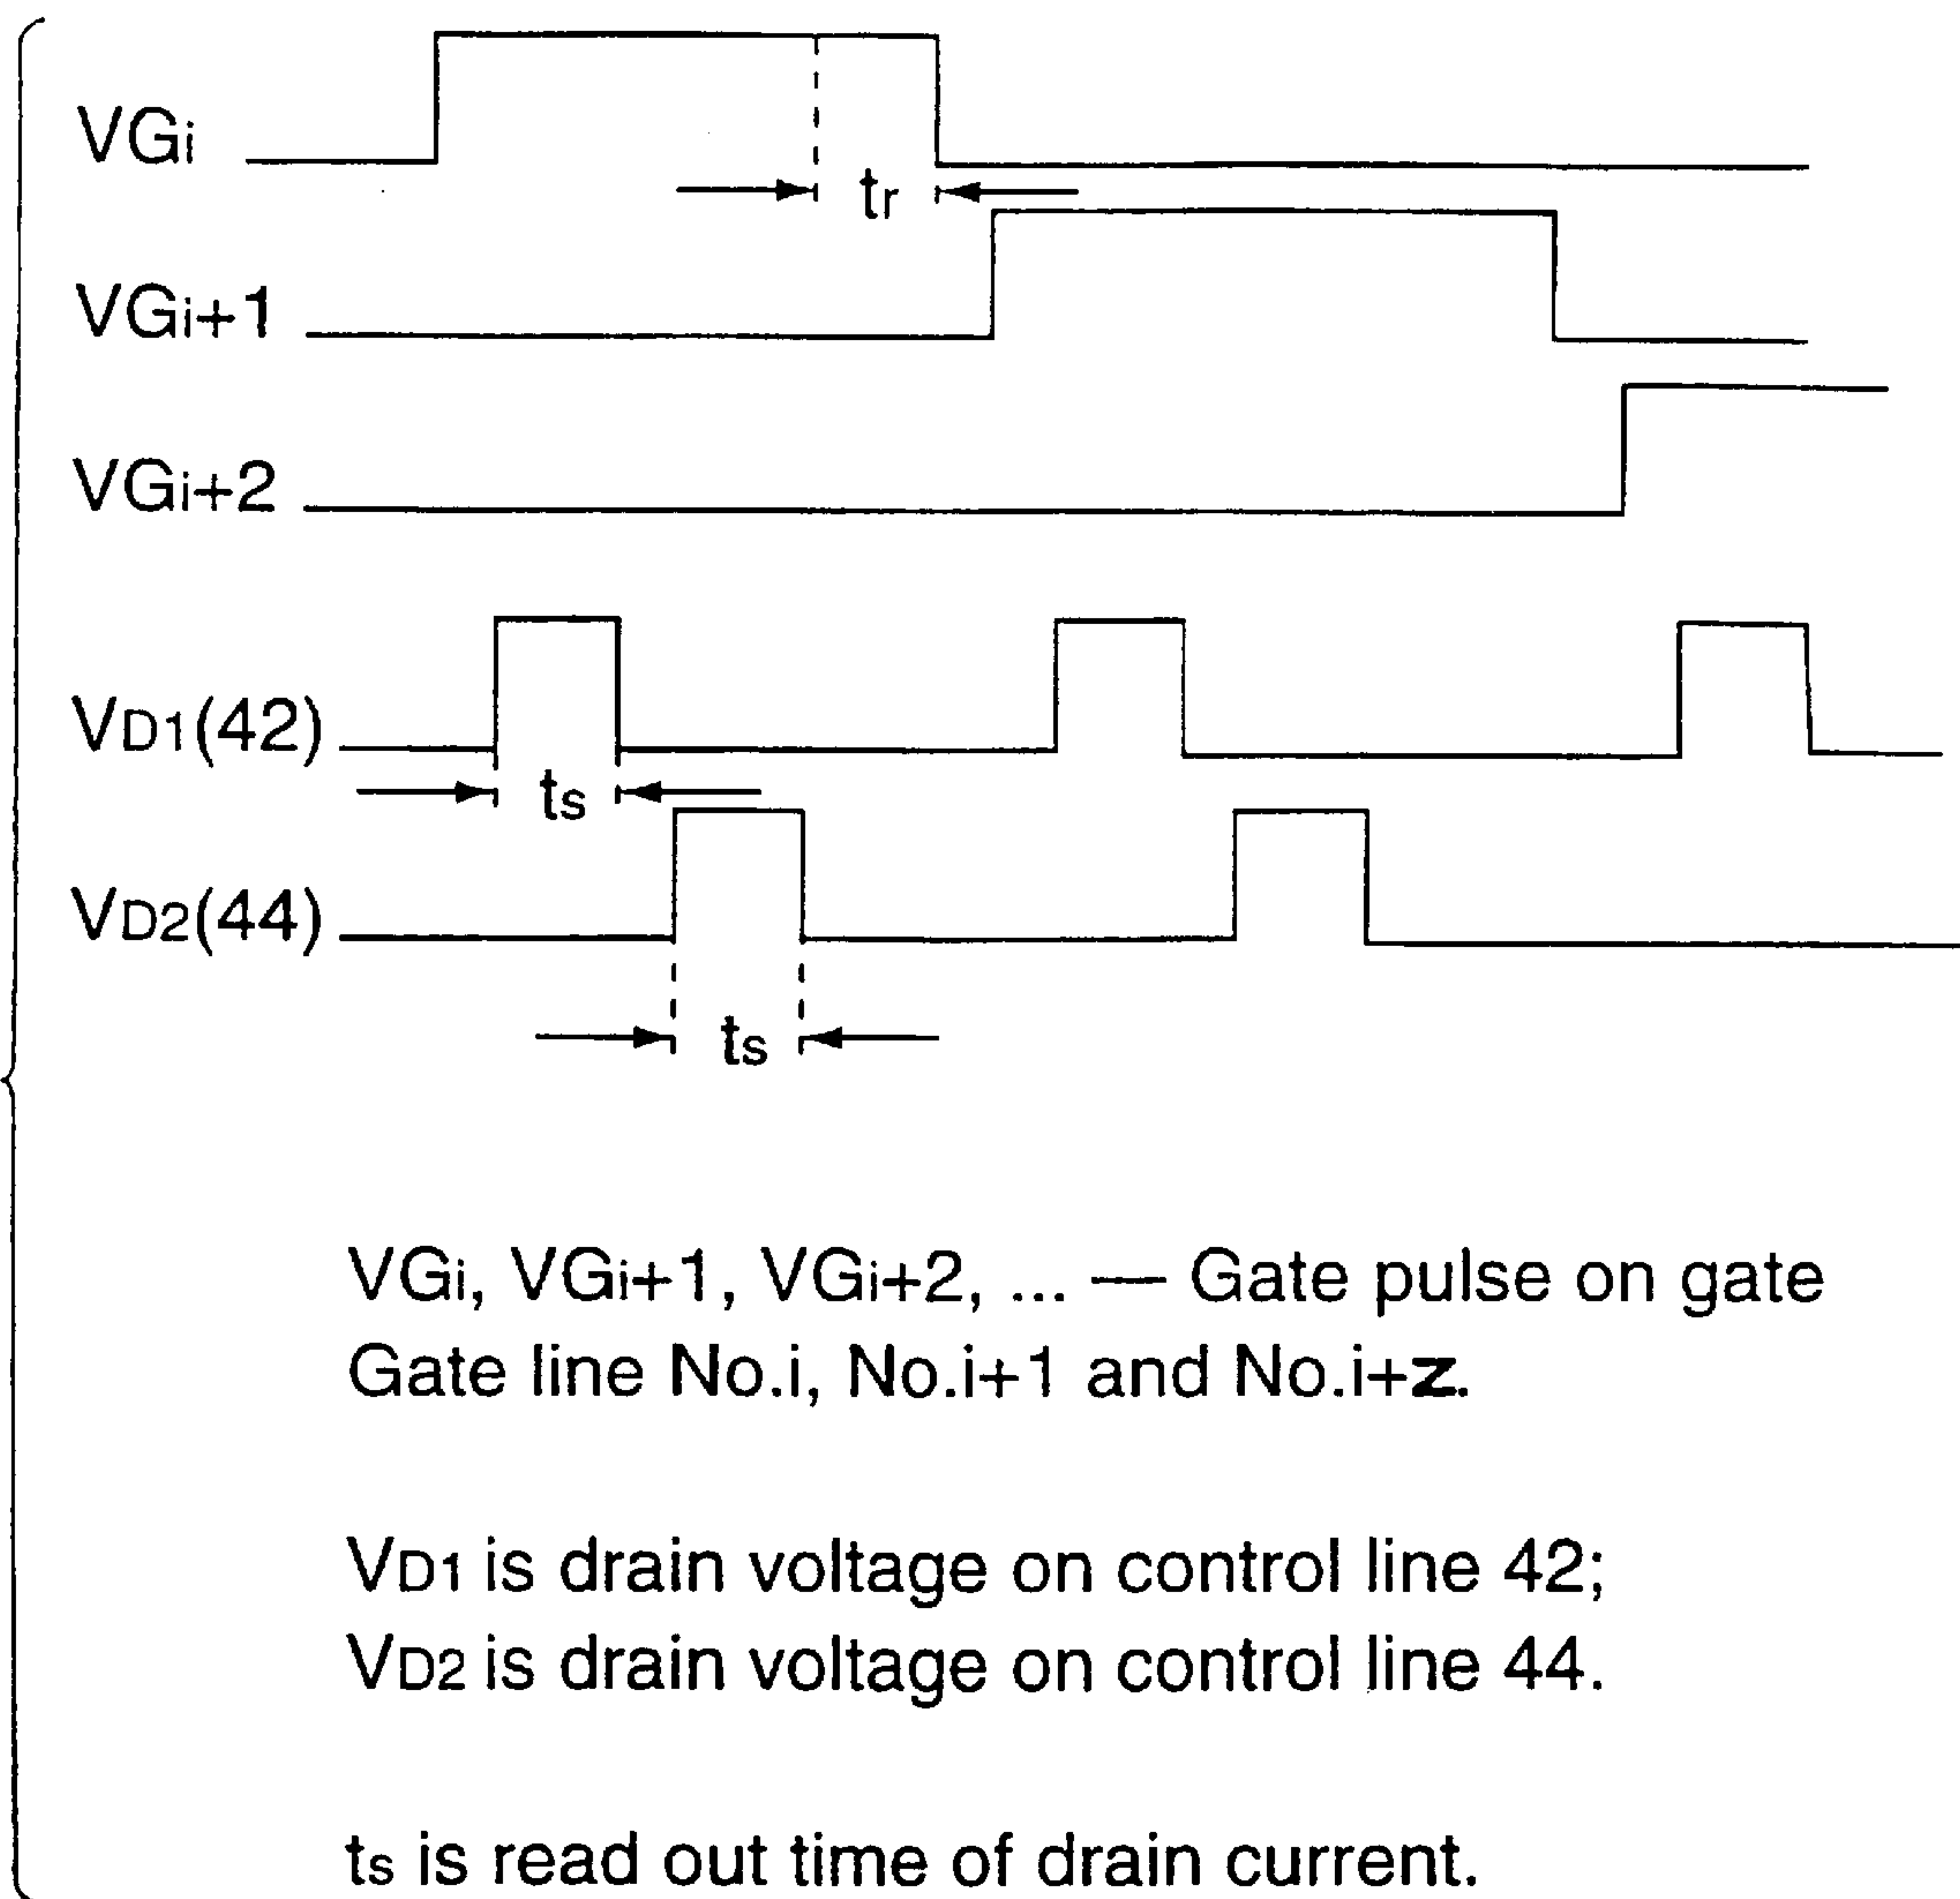 VGi
tr
VGi+1
VGi+2
VD1(42)
ts
VD2(44)
ts
VGi, VGi+1, VGi+2, ... — Gate pulse on gate
Gate line No.i, No.i+1 and No.i+z.
VD1 is drain voltage on control line 42;
VD2 is drain voltage on control line 44.
ts is read out time of drain current.